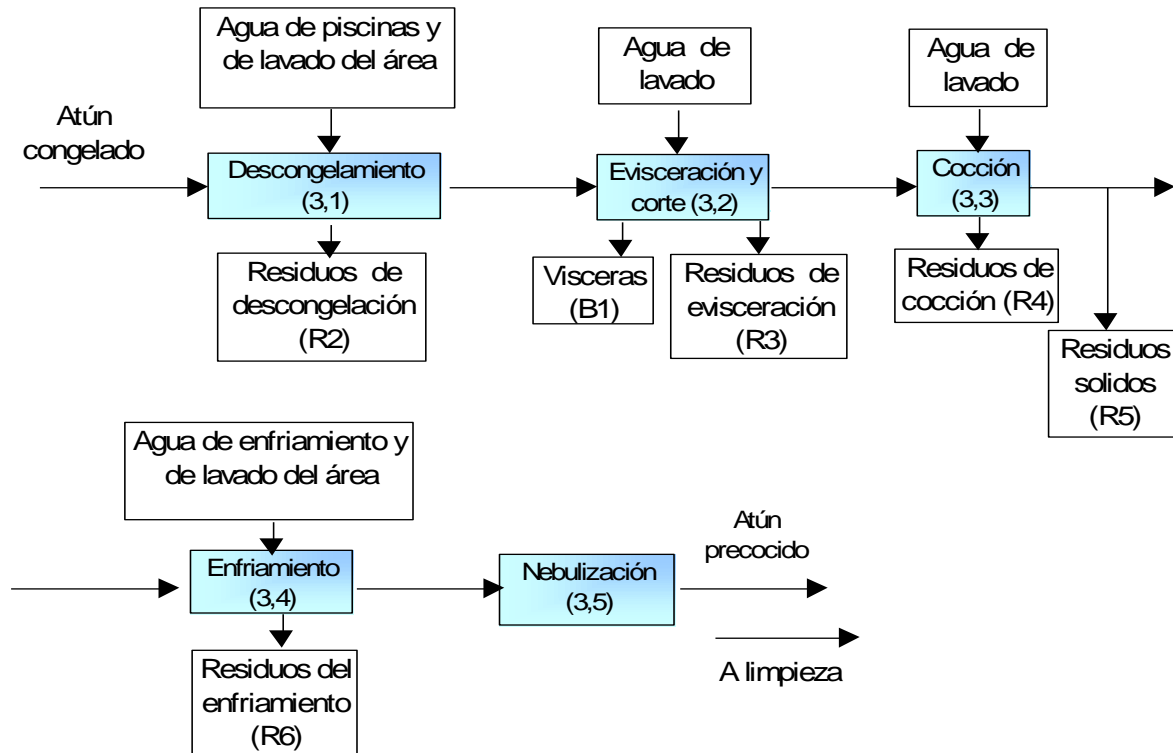 Agua de piscinas y
de lavado del área
Agua de
lavado
Agua de
lavado
Atún
congelado
Descongelamiento
(3,1)
Evisceración y
corte (3,2)
Cocción
(3,3)
Residuos de
descongelación
(R2)
Visceras
(B1)
Residuos de
evisceración
(R3)
Residuos de
cocción (R4)
Residuos
solidos
(R5)
Agua de enfriamiento y
de lavado del área
Enfriamiento
(3,4)
Nebulización
(3,5)
Atún
precocido
A limpieza
Residuos del
enfriamiento
(R6)